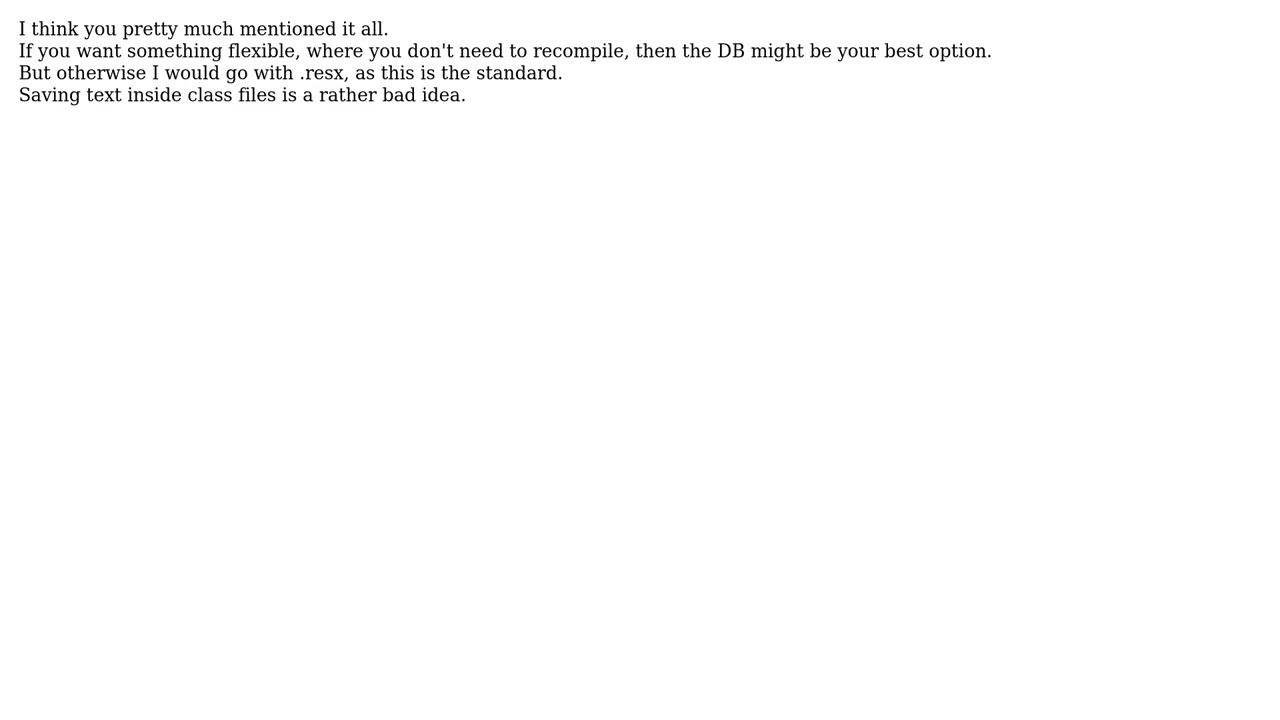 I think you pretty much mentioned it all.
If you want something flexible, where you don't need to recompile, then the DB might be your best option.
But otherwise I would go with .resx, as this is the standard.
Saving text inside class files is a rather bad idea.